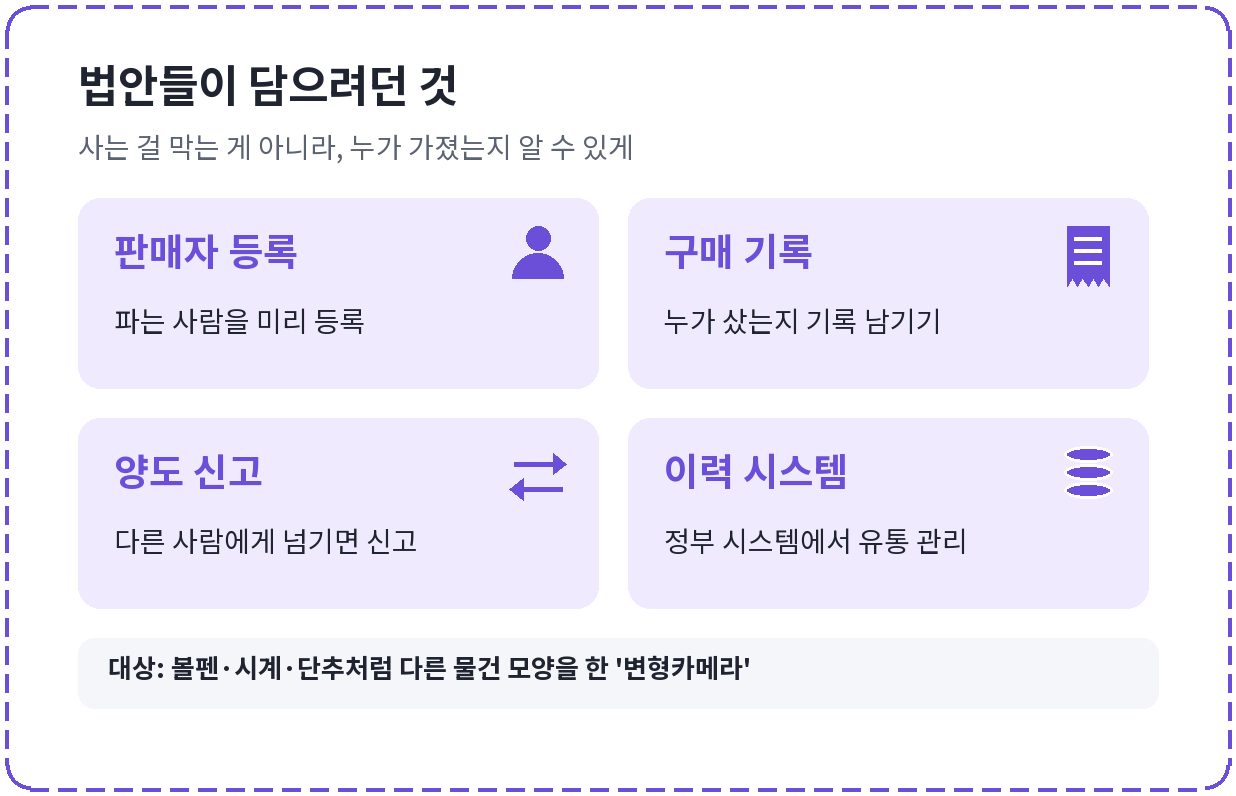 법안들이 담으려던 것
사는 걸 막는 게 아니라, 누가 가졌는지 알 수 있게
판매자 등록
파는 사람을 미리 등록
구매 기록
누가 샀는지 기록 남기기
양도 신고
다른 사람에게 넘기면 신고
이력 시스템
정부 시스템에서 유통 관리
대상: 볼펜·시계·단추처럼 다른 물건 모양을 한 '변형카메라'